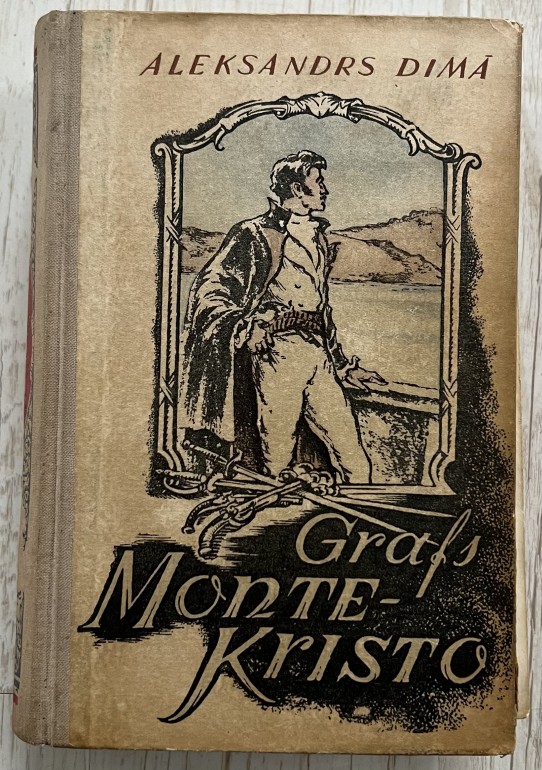 ALEKSANDRS DIMĀ
Grafs
MONTE-
KRISTO